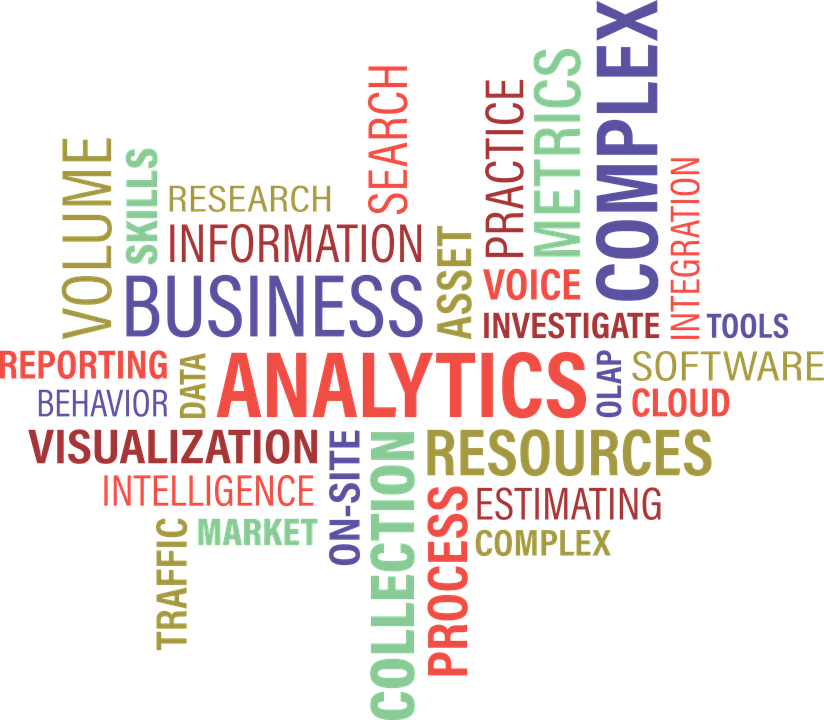 COMPLEX
METRICS
SEARCH
PRACTICE
VOLUME
SKILLS
RESEARCH
INTEGRATION
INFORMATION
ASSET
VOICE
BUSINESS
INVESTIGATE
TOOLS
REPORTING
DATA
ANALYTICS
OLAP
SOFTWARE
BEHAVIOR
CLOUD
VISUALIZATION
ON-SITE
COLLECTION
RESOURCES
INTELLIGENCE
PROCESS
ESTIMATING
TRAFFIC
MARKET
COMPLEX